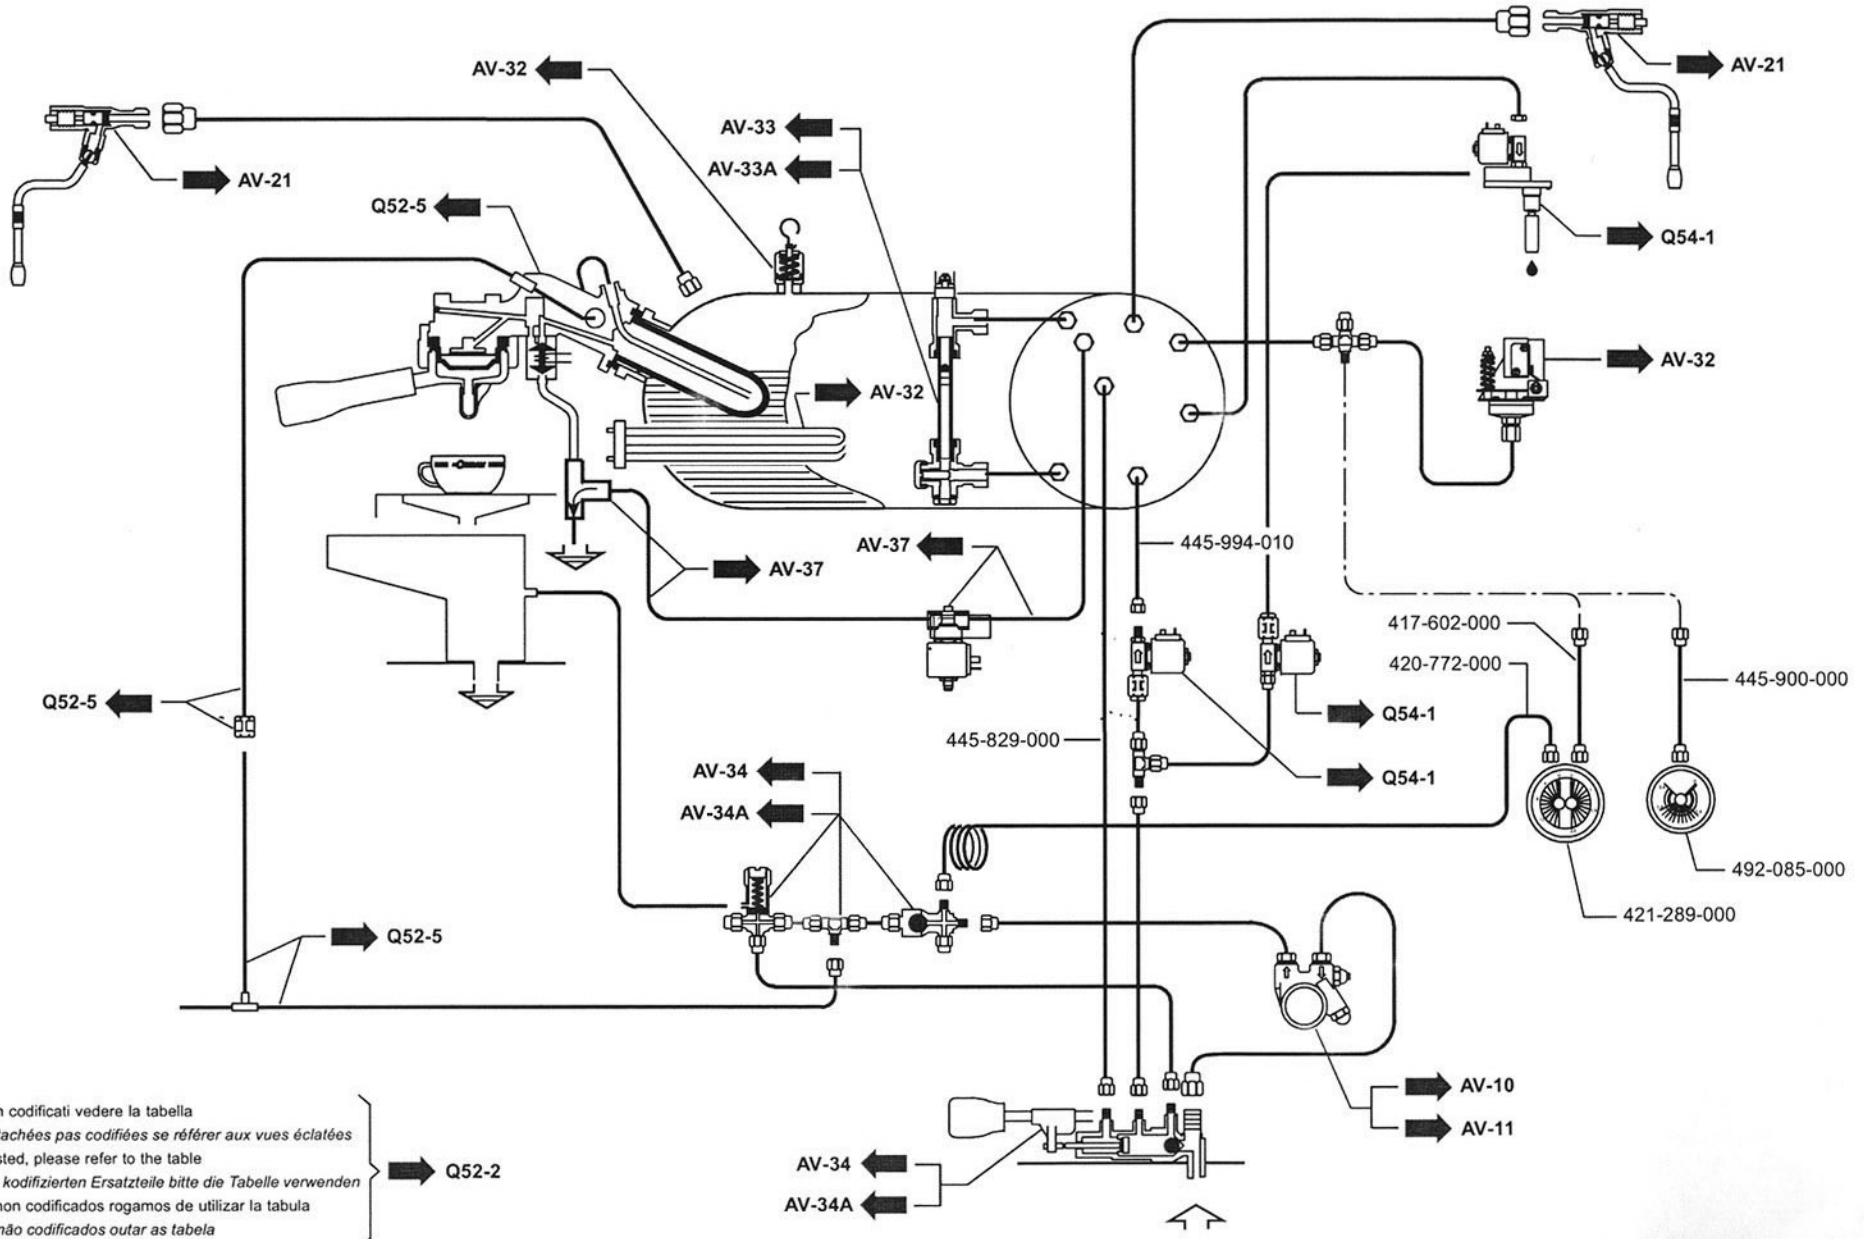 AV-32
AV-21
AV-33
AV-33A
AV-21
Q52-5
Q54-1
AV-32
AV-32
445-994-010
AV-37
AV-37
417-602-000
420-772-000
445-900-000
Q52-5
Q54-1
445-829-000
AV-34
Q54-1
AV-34A
492-085-000
421-289-000
Q52-5
AV-10
AV-11
codificati vedere la tabella
pas codifiées se référer aux vues éclatées
please refer to the table
kodifizierten Ersatzteile bitte die Tabelle verwenden
non codificados rogamos de utilizar la tabula
não codificados outar as tabela
Q52-2
AV-34
AV-34A